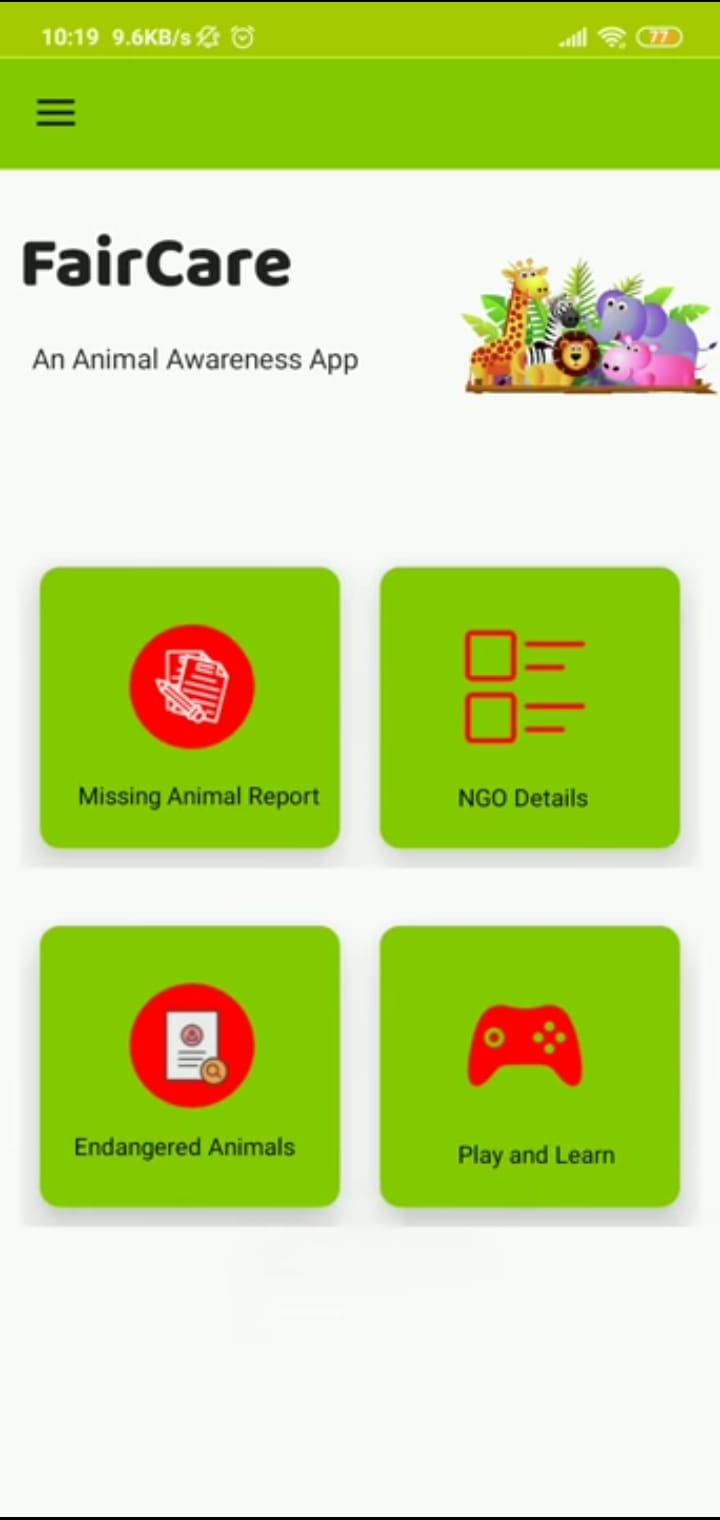 10:19 9.6KB/s 77
FairCare
An Animal Awareness App
Missing Animal Report
NGO Details
Endangered Animals
Play and Learn